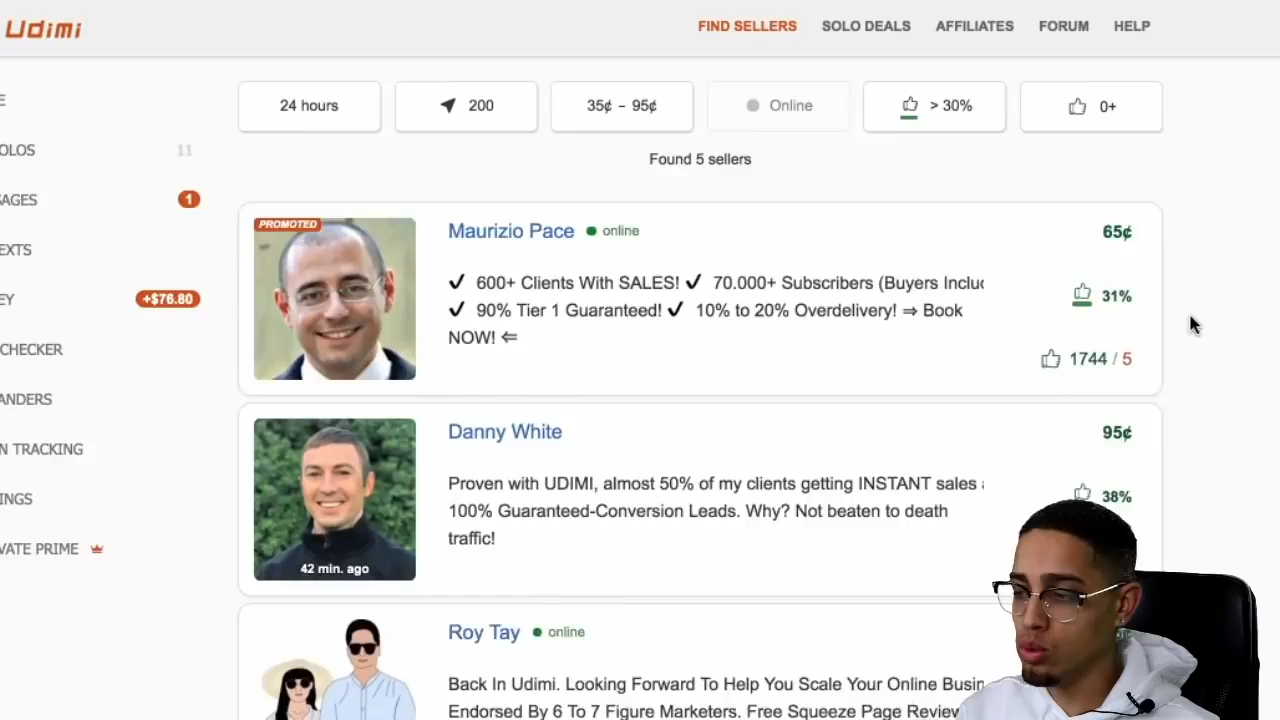 Udimi
FIND SELLERS SOLO DEALS AFFILIATES FORUM HELP
24 hours 200 35¢ – 95¢ Online > 30% 0+
Found 5 sellers
E
OLOS 11
SAGES 1
EXTS
EY +$76.80
CHECKER
ANDERS
N TRACKING
NGS
VATE PRIME
PROMOTED
Maurizio Pace online 65¢
✔ 600+ Clients With SALES! ✔ 70.000+ Subscribers (Buyers Inclu
✔ 90% Tier 1 Guaranteed! ✔ 10% to 20% Overdelivery! ⇒ Book
NOW! ⇐
31%
1744 / 5
Danny White 95¢
Proven with UDIMI, almost 50% of my clients getting INSTANT sales
100% Guaranteed-Conversion Leads. Why? Not beaten to death
traffic!
38%
42 min. ago
Roy Tay online
Back In Udimi. Looking Forward To Help You Scale Your Online Busin
Endorsed By 6 To 7 Figure Marketers. Free Squeeze Page Review